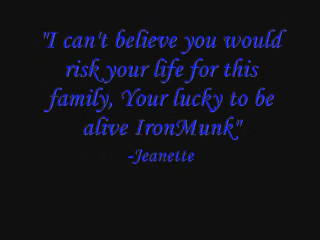 "I can't believe you would
risk your life for this
family, Your lucky to be
alive IronMunk"
-Jeanette